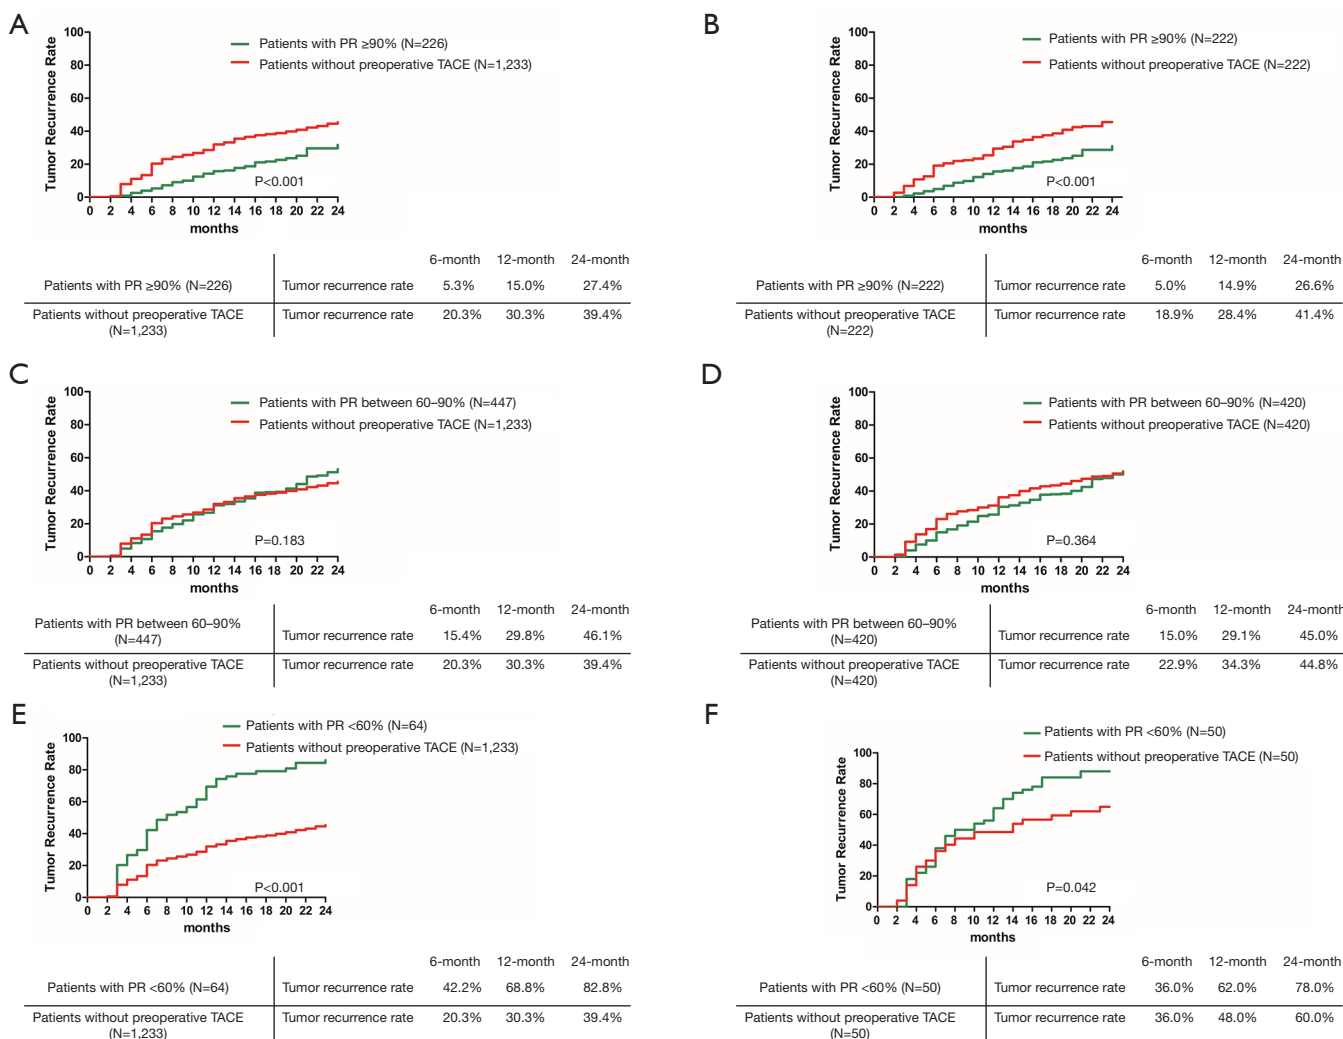 A
Tumor Recurrence Rate
100
80
60
40
20
0
Patients with PR ≥90% (N=226)
Patients without preoperative TACE (N=1,233)
P<0.001
0 2 4 6 8 10 12 14 16 18 20 22 24
months
6-month 12-month 24-month
Patients with PR ≥90% (N=226) Tumor recurrence rate 5.3% 15.0% 27.4%
Patients without preoperative TACE Tumor recurrence rate 20.3% 30.3% 39.4%
(N=1,233)
B
Tumor Recurrence Rate
100
80
60
40
20
0
Patients with PR ≥90% (N=222)
Patients without preoperative TACE (N=222)
P<0.001
0 2 4 6 8 10 12 14 16 18 20 22 24
months
6-month 12-month 24-month
Patients with PR ≥90% (N=222) Tumor recurrence rate 5.0% 14.9% 26.6%
Patients without preoperative TACE Tumor recurrence rate 18.9% 28.4% 41.4%
(N=222)
C
Tumor Recurrence Rate
100
80
60
40
20
0
Patients with PR between 60–90% (N=447)
Patients without preoperative TACE (N=1,233)
P=0.183
0 2 4 6 8 10 12 14 16 18 20 22 24
months
6-month 12-month 24-month
Patients with PR between 60–90%
(N=447) Tumor recurrence rate 15.4% 29.8% 46.1%
Patients without preoperative TACE Tumor recurrence rate 20.3% 30.3% 39.4%
(N=1,233)
D
Tumor Recurrence Rate
100
80
60
40
20
0
Patients with PR between 60–90% (N=420)
Patients without preoperative TACE (N=420)
P=0.364
0 2 4 6 8 10 12 14 16 18 20 22 24
months
6-month 12-month 24-month
Patients with PR between 60–90%
(N=420) Tumor recurrence rate 15.0% 29.1% 45.0%
Patients without preoperative TACE Tumor recurrence rate 22.9% 34.3% 44.8%
(N=420)
E
Tumor Recurrence Rate
100
80
60
40
20
0
Patients with PR <60% (N=64)
Patients without preoperative TACE (N=1,233)
P<0.001
0 2 4 6 8 10 12 14 16 18 20 22 24
months
6-month 12-month 24-month
Patients with PR <60% (N=64) Tumor recurrence rate 42.2% 68.8% 82.8%
Patients without preoperative TACE Tumor recurrence rate 20.3% 30.3% 39.4%
(N=1,233)
F
Tumor Recurrence Rate
100
80
60
40
20
0
Patients with PR <60% (N=50)
Patients without preoperative TACE (N=50)
P=0.042
0 2 4 6 8 10 12 14 16 18 20 22 24
months
6-month 12-month 24-month
Patients with PR <60% (N=50) Tumor recurrence rate 36.0% 62.0% 78.0%
Patients without preoperative TACE Tumor recurrence rate 36.0% 48.0% 60.0%
(N=50)